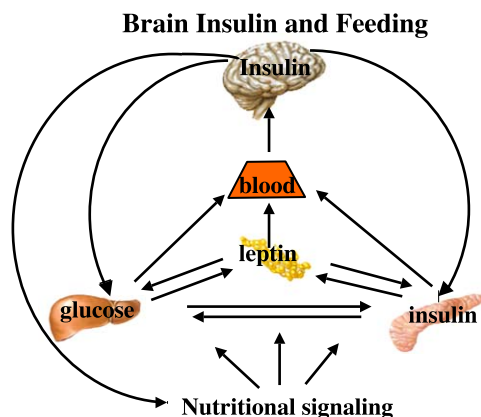 Brain Insulin and Feeding
Insulin
blood
leptin
glucose
insulin
Nutritional signaling